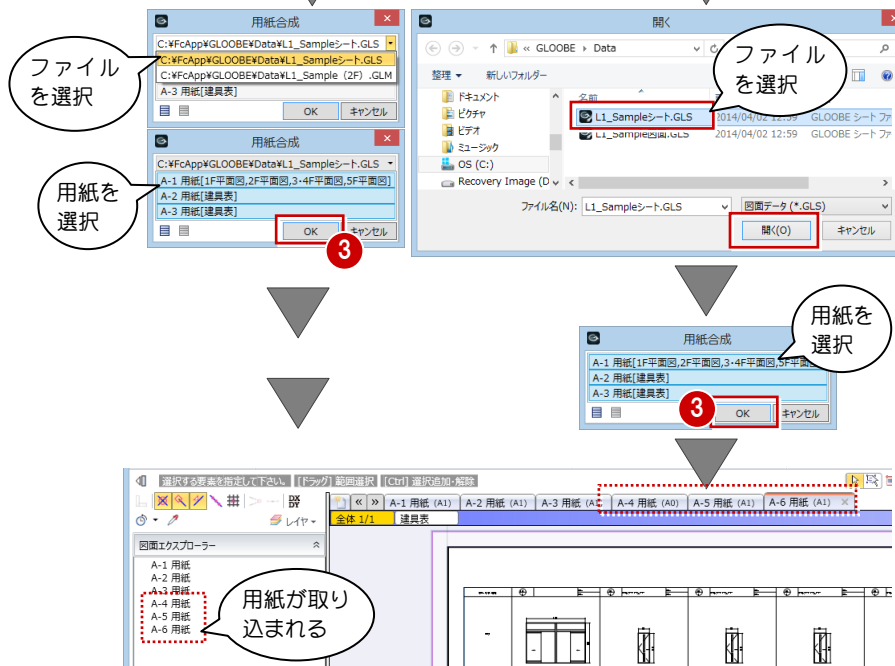 用紙合成
C:¥FcApp¥GLOOBE¥Data¥L1_Sampleシート.GLS
C:¥FcApp¥GLOOBE¥Data¥L1_Sampleシート.GLS
C:¥FcApp¥GLOOBE¥Data¥L1_Sample (2F) .GLM
A-3 用紙[建具表]
OK キャンセル
ファイル
を選択
用紙合成
C:¥FcApp¥GLOOBE¥Data¥L1_Sampleシート.GLS
A-1 用紙[1F平面図,2F平面図,3・4F平面図,5F平面図]
A-2 用紙[建具表]
A-3 用紙[建具表]
OK キャンセル
用紙を
選択
3
開く
« GLOOBE ▸ Data
整理 新しいフォルダー
ファイル
を選択
ドキュメント
ピクチャ
ビデオ
ミュージック
OS (C:)
Recovery Image (D
名前
L1_Sampleシート.GLS 2014/04/02 12:59 GLOOBE シート ファ
L1_Sample図面.GLS 2014/04/02 12:59 GLOOBE シート ファ
ファイル名(N): L1_Sampleシート.GLS 図面データ (*.GLS)
開く(O) キャンセル
用紙合成
A-1 用紙[1F平面図,2F平面図,3・4F平面図,5F平面図
A-2 用紙[建具表]
A-3 用紙[建具表]
OK キャンセル
3
用紙を
選択
選択する要素を指定して下さい。 [[ドラッグ] 範囲選択 [[Ctrl] 選択追加・解除
レイヤ
A-1 用紙 (A1) A-2 用紙 (A1) A-3 用紙 (A1 A-4 用紙 (A0) A-5 用紙 (A1) A-6 用紙 (A1)
全体 1/1 建具表
図面エクスプローラー
A-1 用紙
A-2 用紙
A-3 用紙
A-4 用紙
A-5 用紙
A-6 用紙
用紙が取り
込まれる